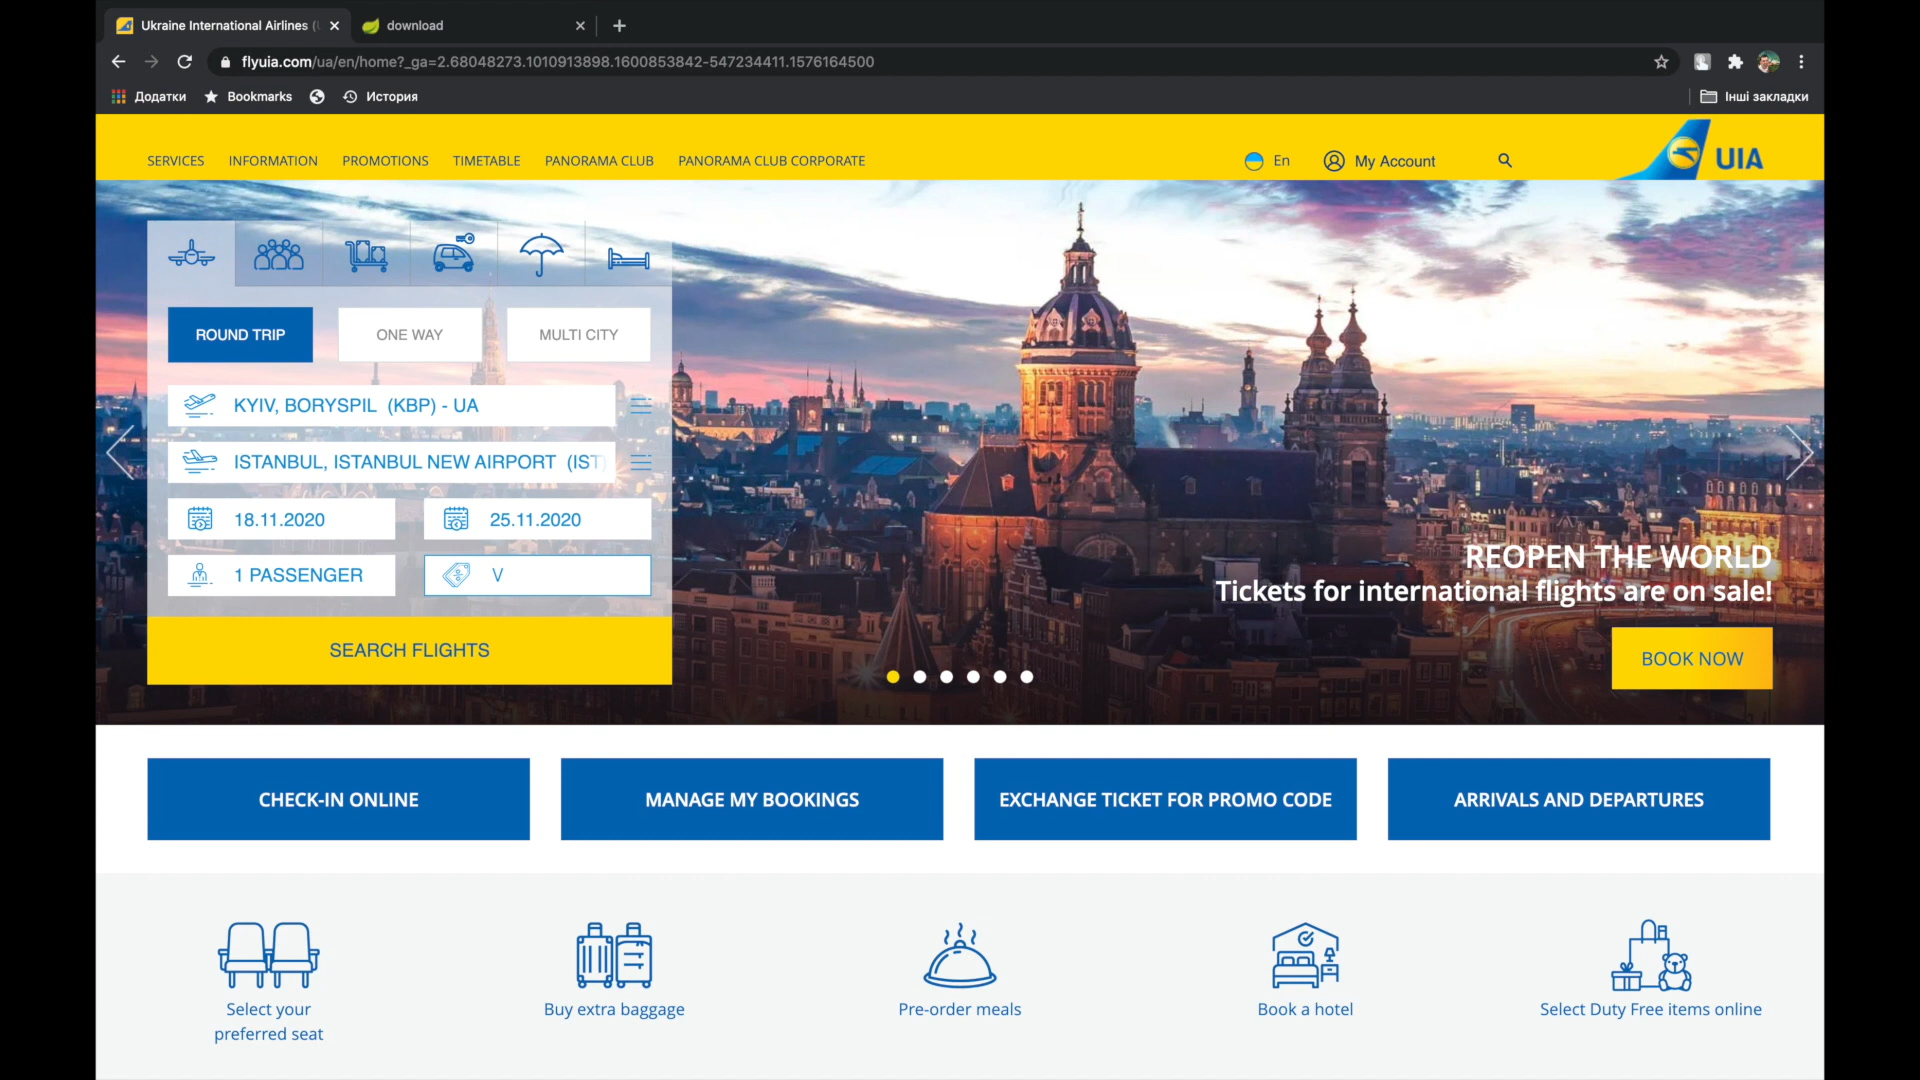 Ukraine International Airlines (
download
flyuia.com/ua/en/home?_ga=2.68048273.1010913898.1600853842-547234411.1576164500
Додатки
Bookmarks
История
Інші закладки
SERVICES
INFORMATION
PROMOTIONS
TIMETABLE
PANORAMA CLUB
PANORAMA CLUB CORPORATE
En
My Account
UIA
ROUND TRIP
ONE WAY
MULTI CITY
KYIV, BORYSPIL (KBP) - UA
ISTANBUL, ISTANBUL NEW AIRPORT (IST)
18.11.2020
25.11.2020
1 PASSENGER
V
SEARCH FLIGHTS
REOPEN THE WORLD
Tickets for international flights are on sale!
BOOK NOW
CHECK-IN ONLINE
MANAGE MY BOOKINGS
EXCHANGE TICKET FOR PROMO CODE
ARRIVALS AND DEPARTURES
Select your
preferred seat
Buy extra baggage
Pre-order meals
Book a hotel
Select Duty Free items online